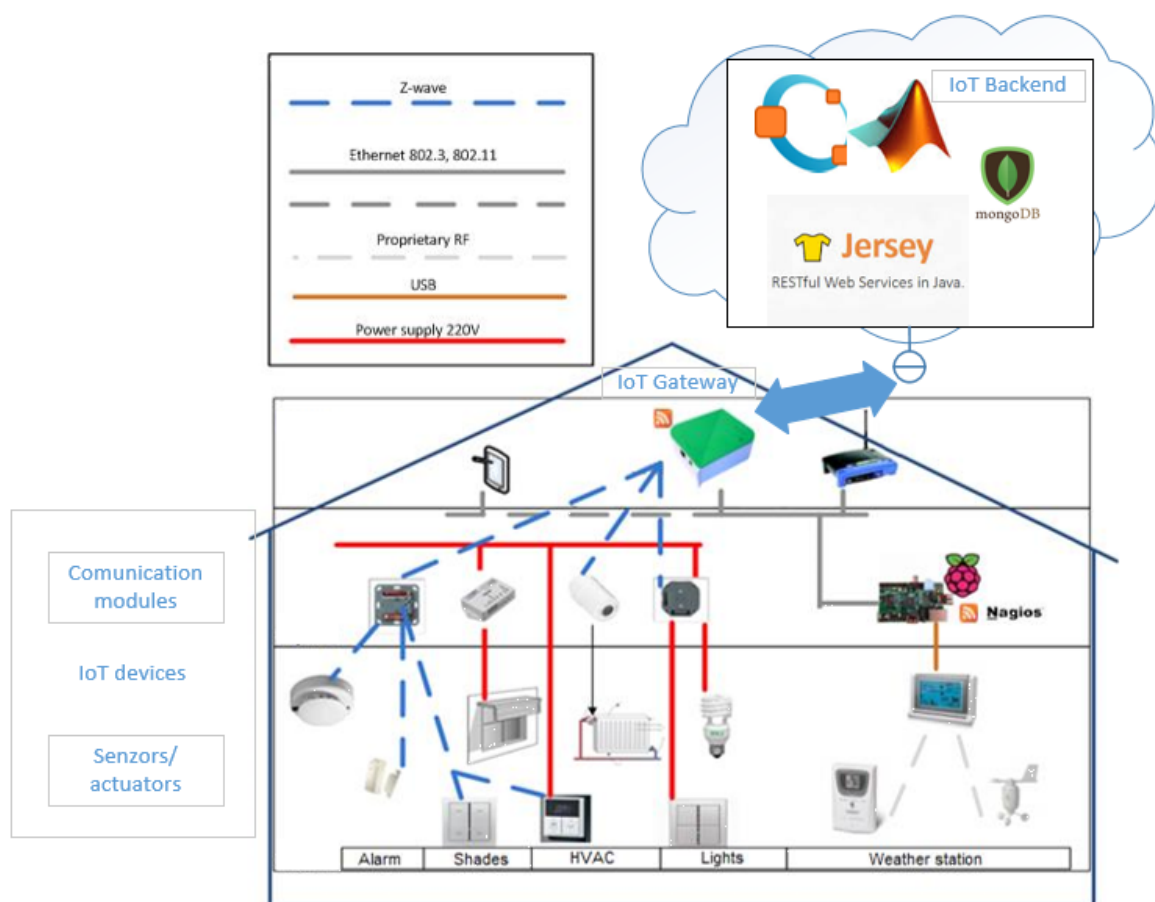 Z-wave
Ethernet 802.3, 802.11
Proprietary RF
USB
Power supply 220V
IoT Backend
mongoDB
Jersey
RESTful Web Services in Java.
IoT Gateway
Comunication
modules
IoT devices
Senzors/
actuators
Nagios
Alarm
Shades
HVAC
Lights
Weather station